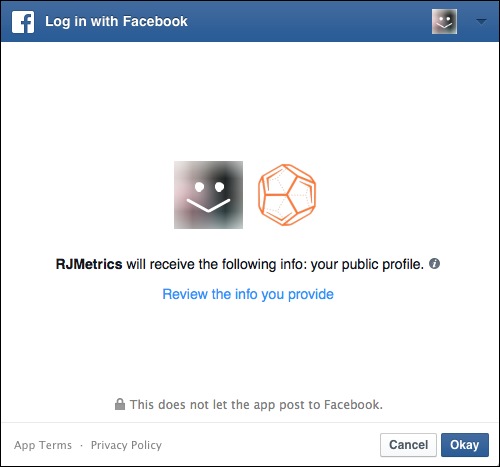 Log in with Facebook
RJMetrics will receive the following info: your public profile.
Review the info you provide
This does not let the app post to Facebook.
App Terms · Privacy Policy Cancel Okay